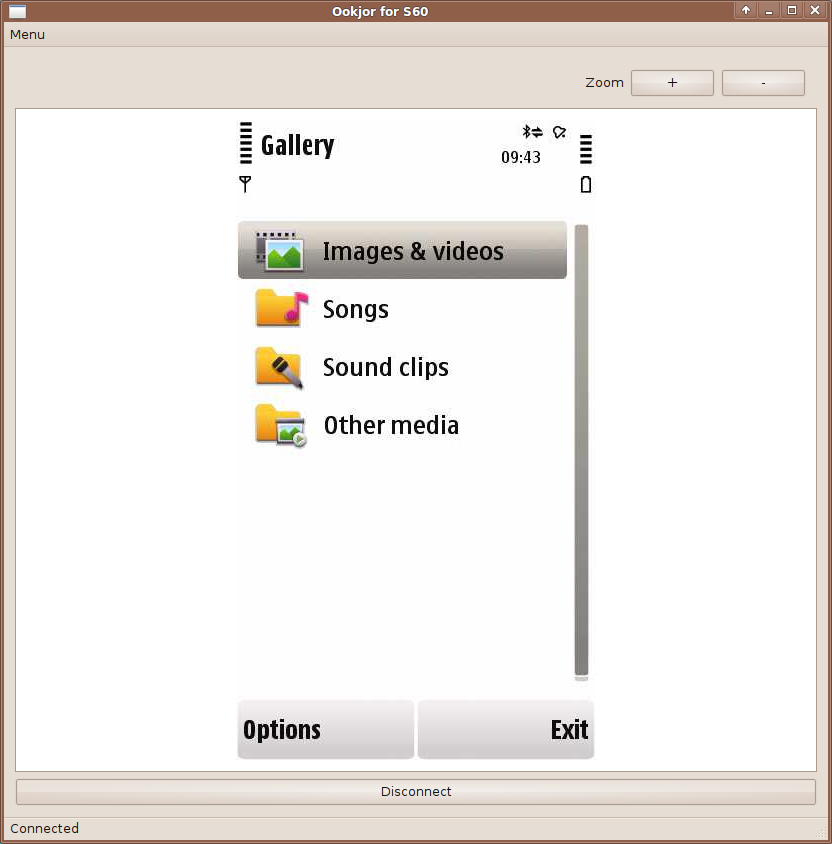 Ookjor for S60
Menu
Zoom + -
Gallery
09:43
Images & videos
Songs
Sound clips
Other media
Options Exit
Disconnect
Connected